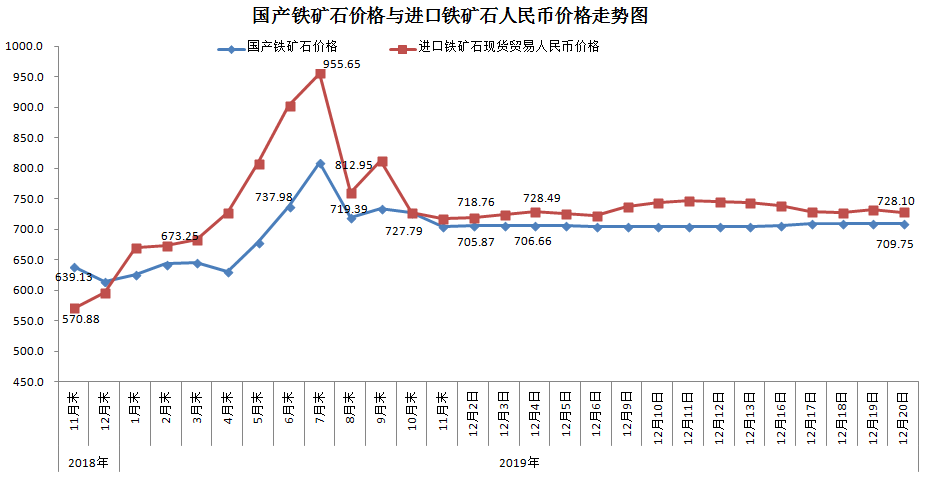 国产铁矿石价格与进口铁矿石人民币价格走势图
国产铁矿石价格
进口铁矿石现货贸易人民币价格
1000.0
950.0
900.0
850.0
800.0
750.0
700.0
650.0
600.0
550.0
500.0
450.0
639.13
570.88
673.25
737.98
955.65
812.95
719.39
727.79
718.76
705.87
728.49
706.66
728.10
709.75
11月末
12月末
1月末
2月末
3月末
4月末
5月末
6月末
7月末
8月末
9月末
10月末
11月末
12月2日
12月3日
12月4日
12月5日
12月6日
12月9日
12月10日
12月11日
12月12日
12月13日
12月16日
12月17日
12月18日
12月19日
12月20日
2018年
2019年